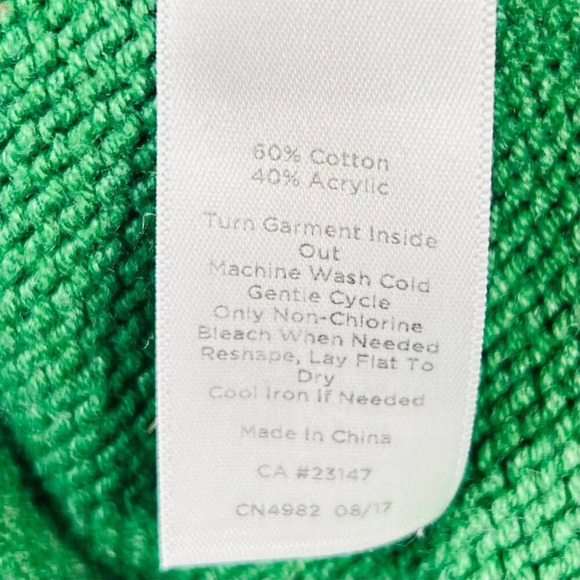 60% Cotton
40% Acrylic
Turn Garment Inside
Out
Machine Wash Cold
Gentle Cycle
Only Non-Chlorine
Bleach When Needed
Reshape, Lay Flat To
Dry
Cool Iron If Needed
Made In China
CA #23147
CN4982 08/17